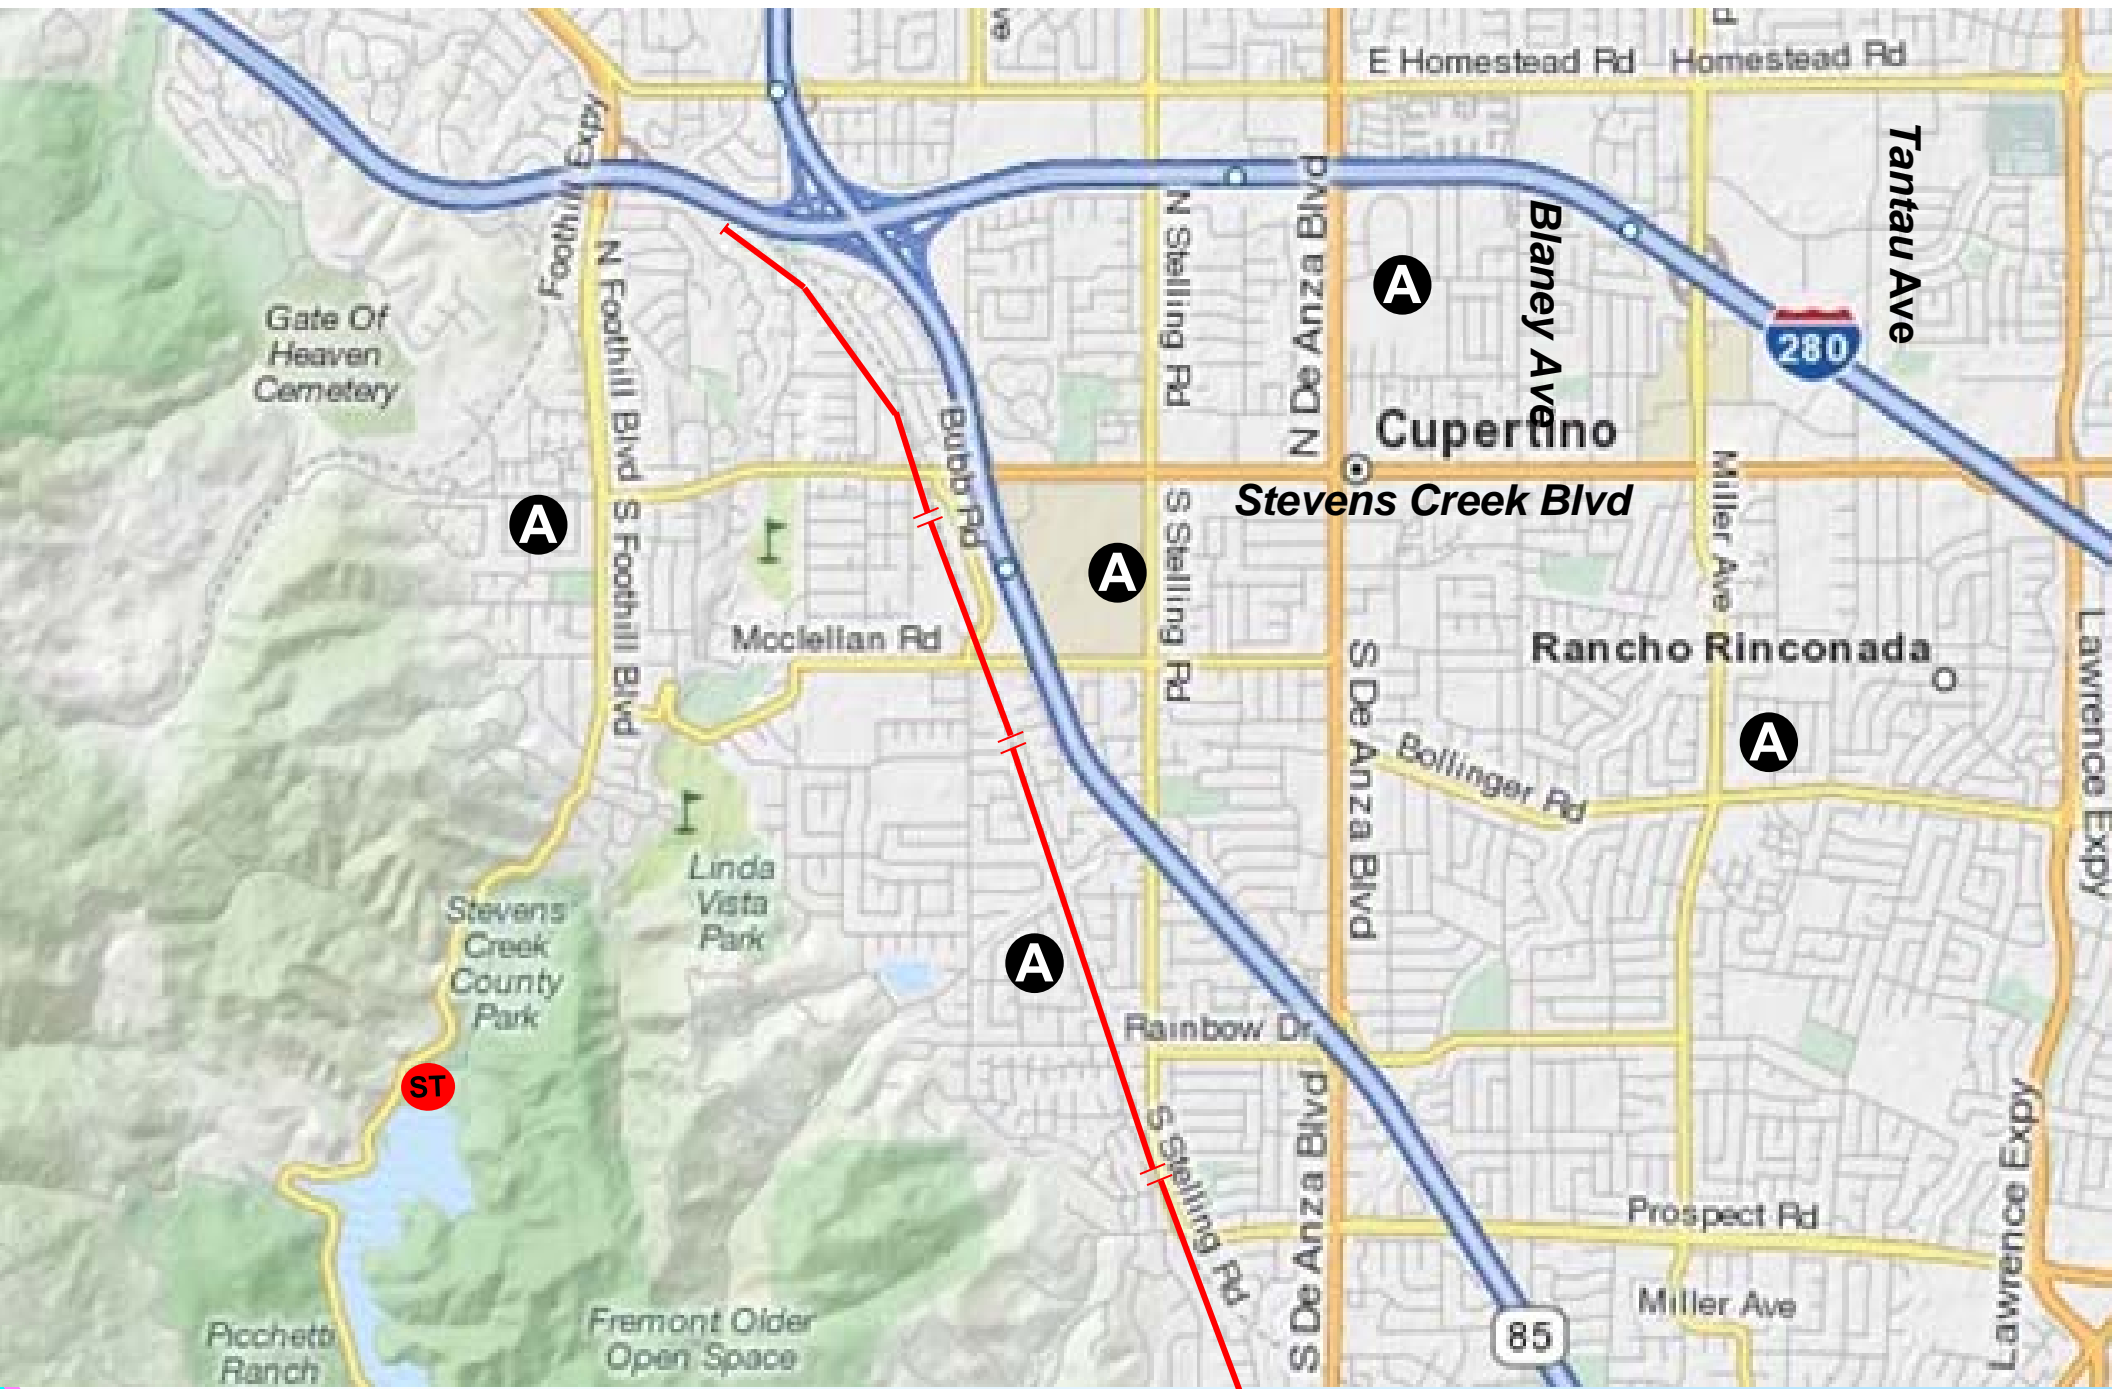 E Homestead Rd
Homestead Rd
Foothill Expy
Tantau Ave
N Foothill Blvd
N Stelling Rd
N De Anza Blvd
Blaney Ave
A
280
Gate Of
Heaven
Cemetery
Bubb Rd
Cupertino
Stevens Creek Blvd
Miller Ave
A
S Foothill Blvd
A
S Stelling Rd
Mcclellan Rd
Rancho Rinconada
S De Anza Blvd
Lawrence Expy
A
Bollinger Rd
Linda
Vista
Park
Stevens
Creek
County
Park
A
Rainbow Dr
ST
S Stelling Rd
S De Anza Blvd
Lawrence Expy
Prospect Rd
Miller Ave
85
Picchetti
Ranch
Fremont Older
Open Space